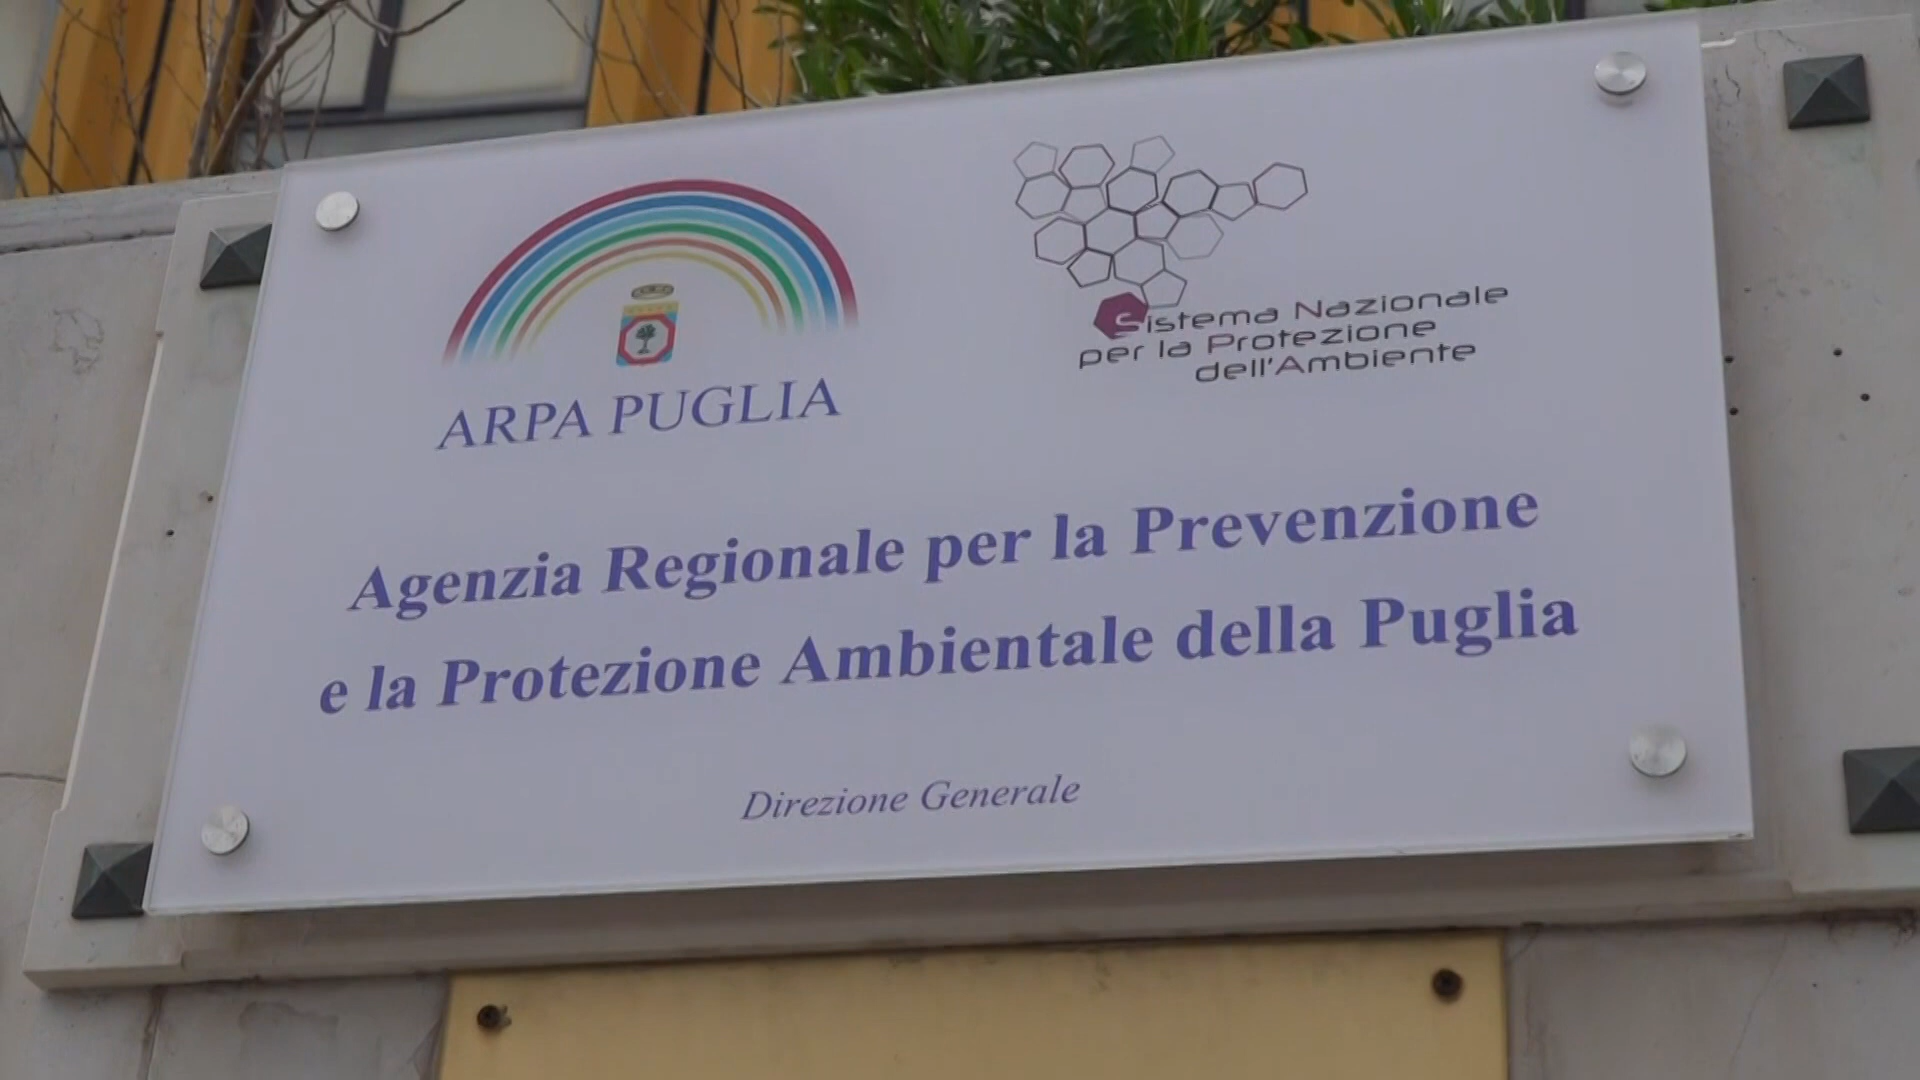 ARPA PUGLIA
Sistema Nazionale
per la Protezione
dell'Ambiente
Agenzia Regionale per la Prevenzione
e la Protezione Ambientale della Puglia
Direzione Generale